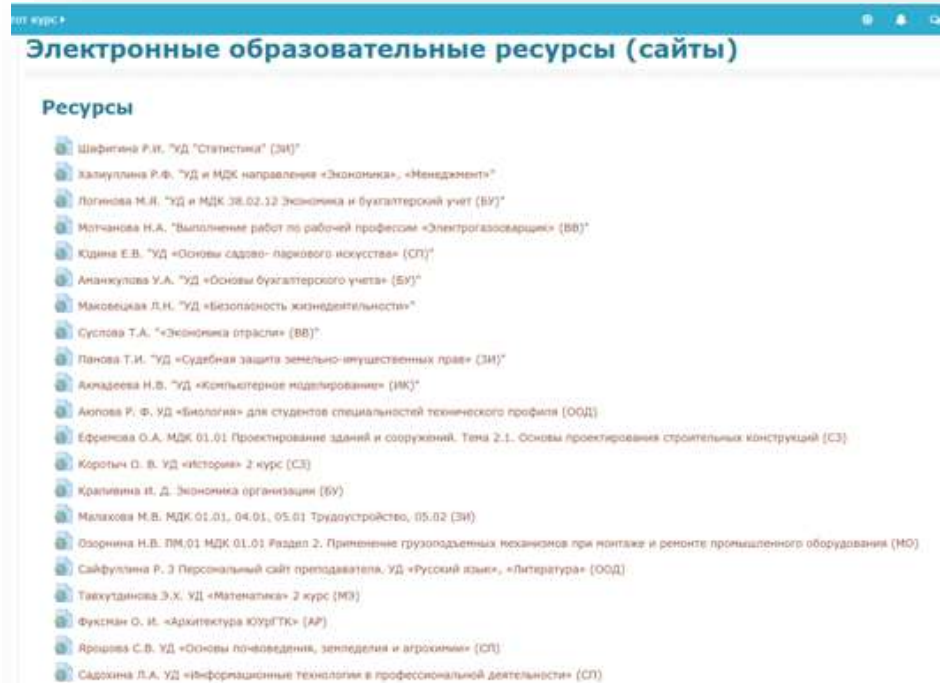 тот курс
Электронные образовательные ресурсы (сайты)
Ресурсы
Шафигина Р.И. "УД "Статистика" (ЗИ)"
Халиуллина Р.Ф. "УД и МДК направления «Экономика», «Менеджмент»"
Логинова М.Я. "УД и МДК 38.02.12 Экономика и бухгалтерский учет (БУ)"
Мотчанова Н.А. "Выполнение работ по рабочей профессии «Электрогазосварщик» (ВВ)"
Юдина Е.В. "УД «Основы садово- паркового искусства» (СП)"
Аманжулова У.А. "УД «Основы бухгалтерского учета» (БУ)"
Маковецкая Л.Н. "УД «Безопасность жизнедеятельности»"
Суслова Т.А. "«Экономика отрасли» (ВВ)"
Панова Т.И. "УД «Судебная защита земельно-имущественных прав» (ЗИ)"
Ахмадеева Н.В. "УД «Компьютерное моделирование» (ИК)"
Аюпова Р. Ф. УД «Биология» для студентов специальностей технического профиля (ООД)
Ефремова О.А. МДК 01.01 Проектирование зданий и сооружений. Тема 2.1. Основы проектирования строительных конструкций (СЗ)
Коротыч О. В. УД «История» 2 курс (СЗ)
Крапивина И. Д. Экономика организации (БУ)
Малахова М.В. МДК 01.01, 04.01, 05.01 Трудоустройство, 05.02 (ЗИ)
Озорнина Н.В. ПМ.01 МДК 01.01 Раздел 2. Применение грузоподъемных механизмов при монтаже и ремонте промышленного оборудования (МО)
Сайфуллина Р. З Персональный сайт преподавателя. УД «Русский язык», «Литература» (ООД)
Тавхутдинова Э.Х. УД «Математика» 2 курс (МЭ)
Фуксман О. И. «Архитектура ЮУрГТК» (АР)
Ярошова С.В. УД «Основы почвоведения, земледелия и агрохимии» (СП)
Садохина Л.А. УД «Информационные технологии в профессиональной деятельности» (СП)